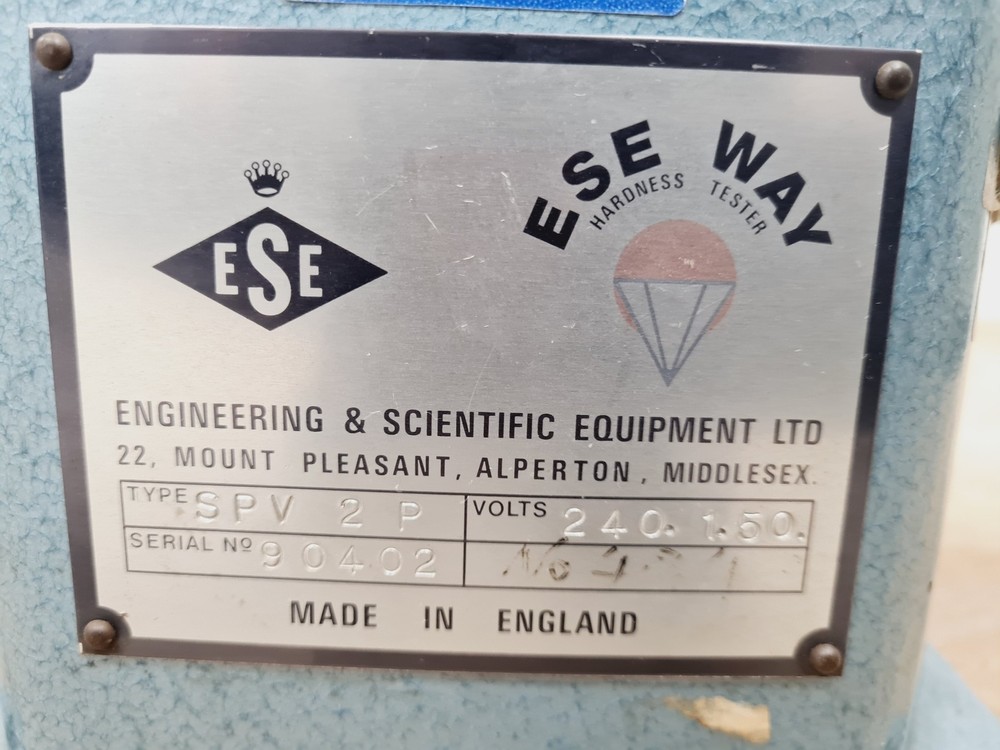 ESE
ESE WAY
HARDNESS TESTER
ENGINEERING & SCIENTIFIC EQUIPMENT LTD
22, MOUNT PLEASANT, ALPERTON, MIDDLESEX.
TYPE SPV 2 P VOLTS 240. 1. 50.
SERIAL Nº 90402 No
MADE IN ENGLAND